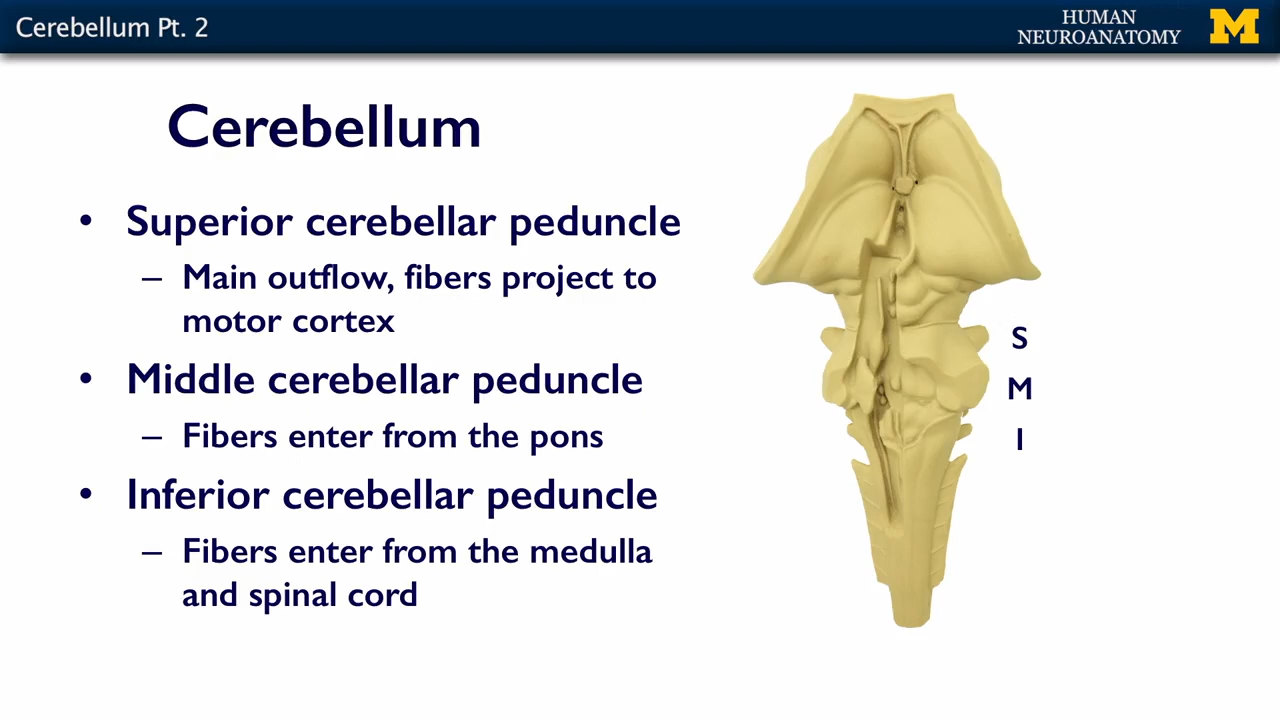 Cerebellum Pt. 2
HUMAN
NEUROANATOMY
M
Cerebellum
• Superior cerebellar peduncle
– Main outflow, fibers project to
motor cortex
• Middle cerebellar peduncle
– Fibers enter from the pons
• Inferior cerebellar peduncle
– Fibers enter from the medulla
and spinal cord
S
M
I